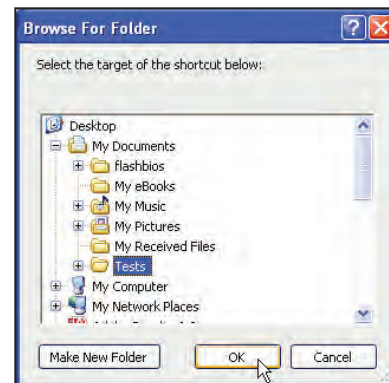 Browse For Folder
Select the target of the shortcut below:
Desktop
My Documents
flashbios
My eBooks
My Music
My Pictures
My Received Files
Tests
My Computer
My Network Places
Make New Folder OK Cancel